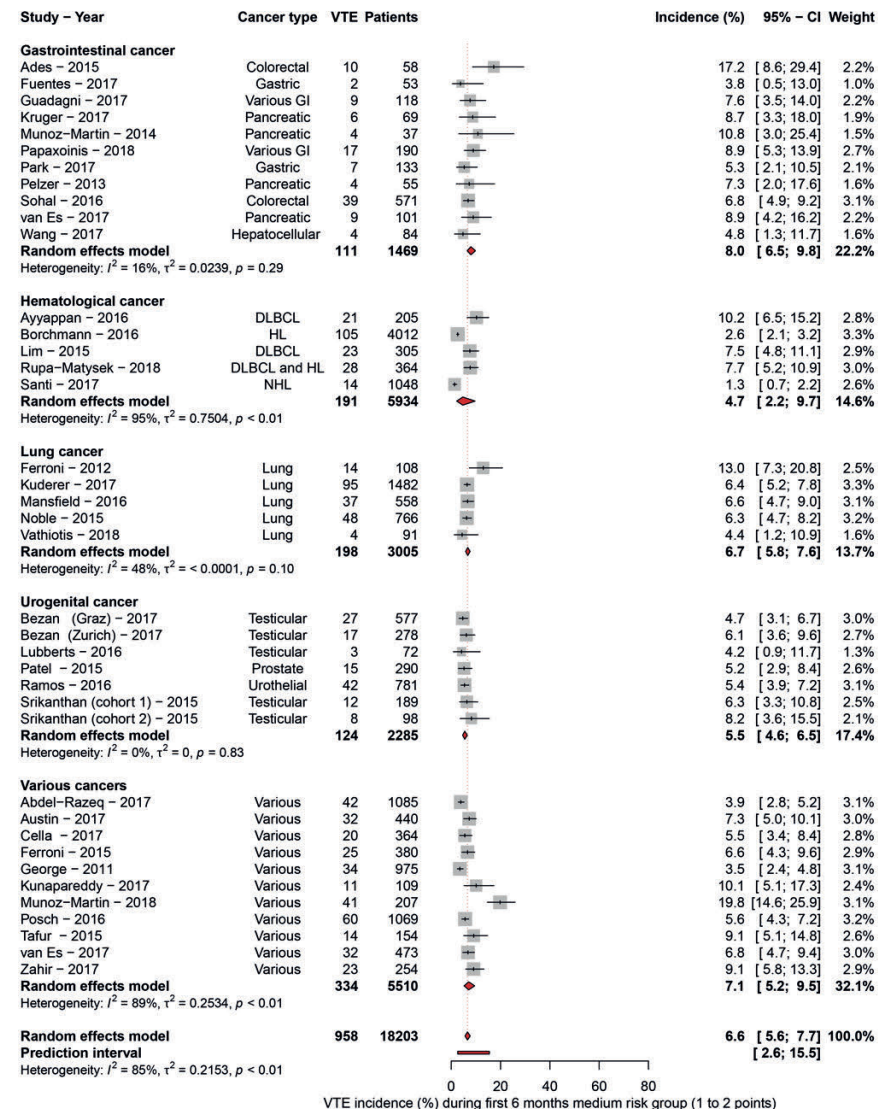 Study – Year Cancer type VTE Patients Incidence (%) 95% – CI Weight
Gastrointestinal cancer
Ades – 2015 Colorectal 10 58 17.2 [ 8.6; 29.4] 2.2%
Fuentes – 2017 Gastric 2 53 3.8 [ 0.5; 13.0] 1.0%
Guadagni – 2017 Various GI 9 118 7.6 [ 3.5; 14.0] 2.2%
Kruger – 2017 Pancreatic 6 69 8.7 [ 3.3; 18.0] 1.9%
Munoz−Martin – 2014 Pancreatic 4 37 10.8 [ 3.0; 25.4] 1.5%
Papaxoinis – 2018 Various GI 17 190 8.9 [ 5.3; 13.9] 2.7%
Park – 2017 Gastric 7 133 5.3 [ 2.1; 10.5] 2.1%
Pelzer – 2013 Pancreatic 4 55 7.3 [ 2.0; 17.6] 1.6%
Sohal – 2016 Colorectal 39 571 6.8 [ 4.9; 9.2] 3.1%
van Es – 2017 Pancreatic 9 101 8.9 [ 4.2; 16.2] 2.2%
Wang – 2017 Hepatocellular 4 84 4.8 [ 1.3; 11.7] 1.6%
Random effects model 111 1469 8.0 [ 6.5; 9.8] 22.2%
Heterogeneity: I² = 16%, τ² = 0.0239, p = 0.29
Hematological cancer
Ayyappan – 2016 DLBCL 21 205 10.2 [ 6.5; 15.2] 2.8%
Borchmann – 2016 HL 105 4012 2.6 [ 2.1; 3.2] 3.3%
Lim – 2015 DLBCL 23 305 7.5 [ 4.8; 11.1] 2.9%
Rupa−Matysek – 2018 DLBCL and HL 28 364 7.7 [ 5.2; 10.9] 3.0%
Santi – 2017 NHL 14 1048 1.3 [ 0.7; 2.2] 2.6%
Random effects model 191 5934 4.7 [ 2.2; 9.7] 14.6%
Heterogeneity: I² = 95%, τ² = 0.7504, p < 0.01
Lung cancer
Ferroni – 2012 Lung 14 108 13.0 [ 7.3; 20.8] 2.5%
Kuderer – 2017 Lung 95 1482 6.4 [ 5.2; 7.8] 3.3%
Mansfield – 2016 Lung 37 558 6.6 [ 4.7; 9.0] 3.1%
Noble – 2015 Lung 48 766 6.3 [ 4.7; 8.2] 3.2%
Vathiotis – 2018 Lung 4 91 4.4 [ 1.2; 10.9] 1.6%
Random effects model 198 3005 6.7 [ 5.8; 7.6] 13.7%
Heterogeneity: I² = 48%, τ² = < 0.0001, p = 0.10
Urogenital cancer
Bezan (Graz) – 2017 Testicular 27 577 4.7 [ 3.1; 6.7] 3.0%
Bezan (Zurich) – 2017 Testicular 17 278 6.1 [ 3.6; 9.6] 2.7%
Lubberts – 2016 Testicular 3 72 4.2 [ 0.9; 11.7] 1.3%
Patel – 2015 Prostate 15 290 5.2 [ 2.9; 8.4] 2.6%
Ramos – 2016 Urothelial 42 781 5.4 [ 3.9; 7.2] 3.1%
Srikanthan (cohort 1) – 2015 Testicular 12 189 6.3 [ 3.3; 10.8] 2.5%
Srikanthan (cohort 2) – 2015 Testicular 8 98 8.2 [ 3.6; 15.5] 2.1%
Random effects model 124 2285 5.5 [ 4.6; 6.5] 17.4%
Heterogeneity: I² = 0%, τ² = 0, p = 0.83
Various cancers
Abdel−Razeq – 2017 Various 42 1085 3.9 [ 2.8; 5.2] 3.1%
Austin – 2017 Various 32 440 7.3 [ 5.0; 10.1] 3.0%
Cella – 2017 Various 20 364 5.5 [ 3.4; 8.4] 2.8%
Ferroni – 2015 Various 25 380 6.6 [ 4.3; 9.6] 2.9%
George – 2011 Various 34 975 3.5 [ 2.4; 4.8] 3.1%
Kunapareddy – 2017 Various 11 109 10.1 [ 5.1; 17.3] 2.4%
Munoz−Martin – 2018 Various 41 207 19.8 [14.6; 25.9] 3.1%
Posch – 2016 Various 60 1069 5.6 [ 4.3; 7.2] 3.2%
Tafur – 2015 Various 14 154 9.1 [ 5.1; 14.8] 2.6%
van Es – 2017 Various 32 473 6.8 [ 4.7; 9.4] 3.0%
Zahir – 2017 Various 23 254 9.1 [ 5.8; 13.3] 2.9%
Random effects model 334 5510 7.1 [ 5.2; 9.5] 32.1%
Heterogeneity: I² = 89%, τ² = 0.2534, p < 0.01
Random effects model 958 18203 6.6 [ 5.6; 7.7] 100.0%
Prediction interval [ 2.6; 15.5]
Heterogeneity: I² = 85%, τ² = 0.2153, p < 0.01
0 20 40 60 80
VTE incidence (%) during first 6 months medium risk group (1 to 2 points)